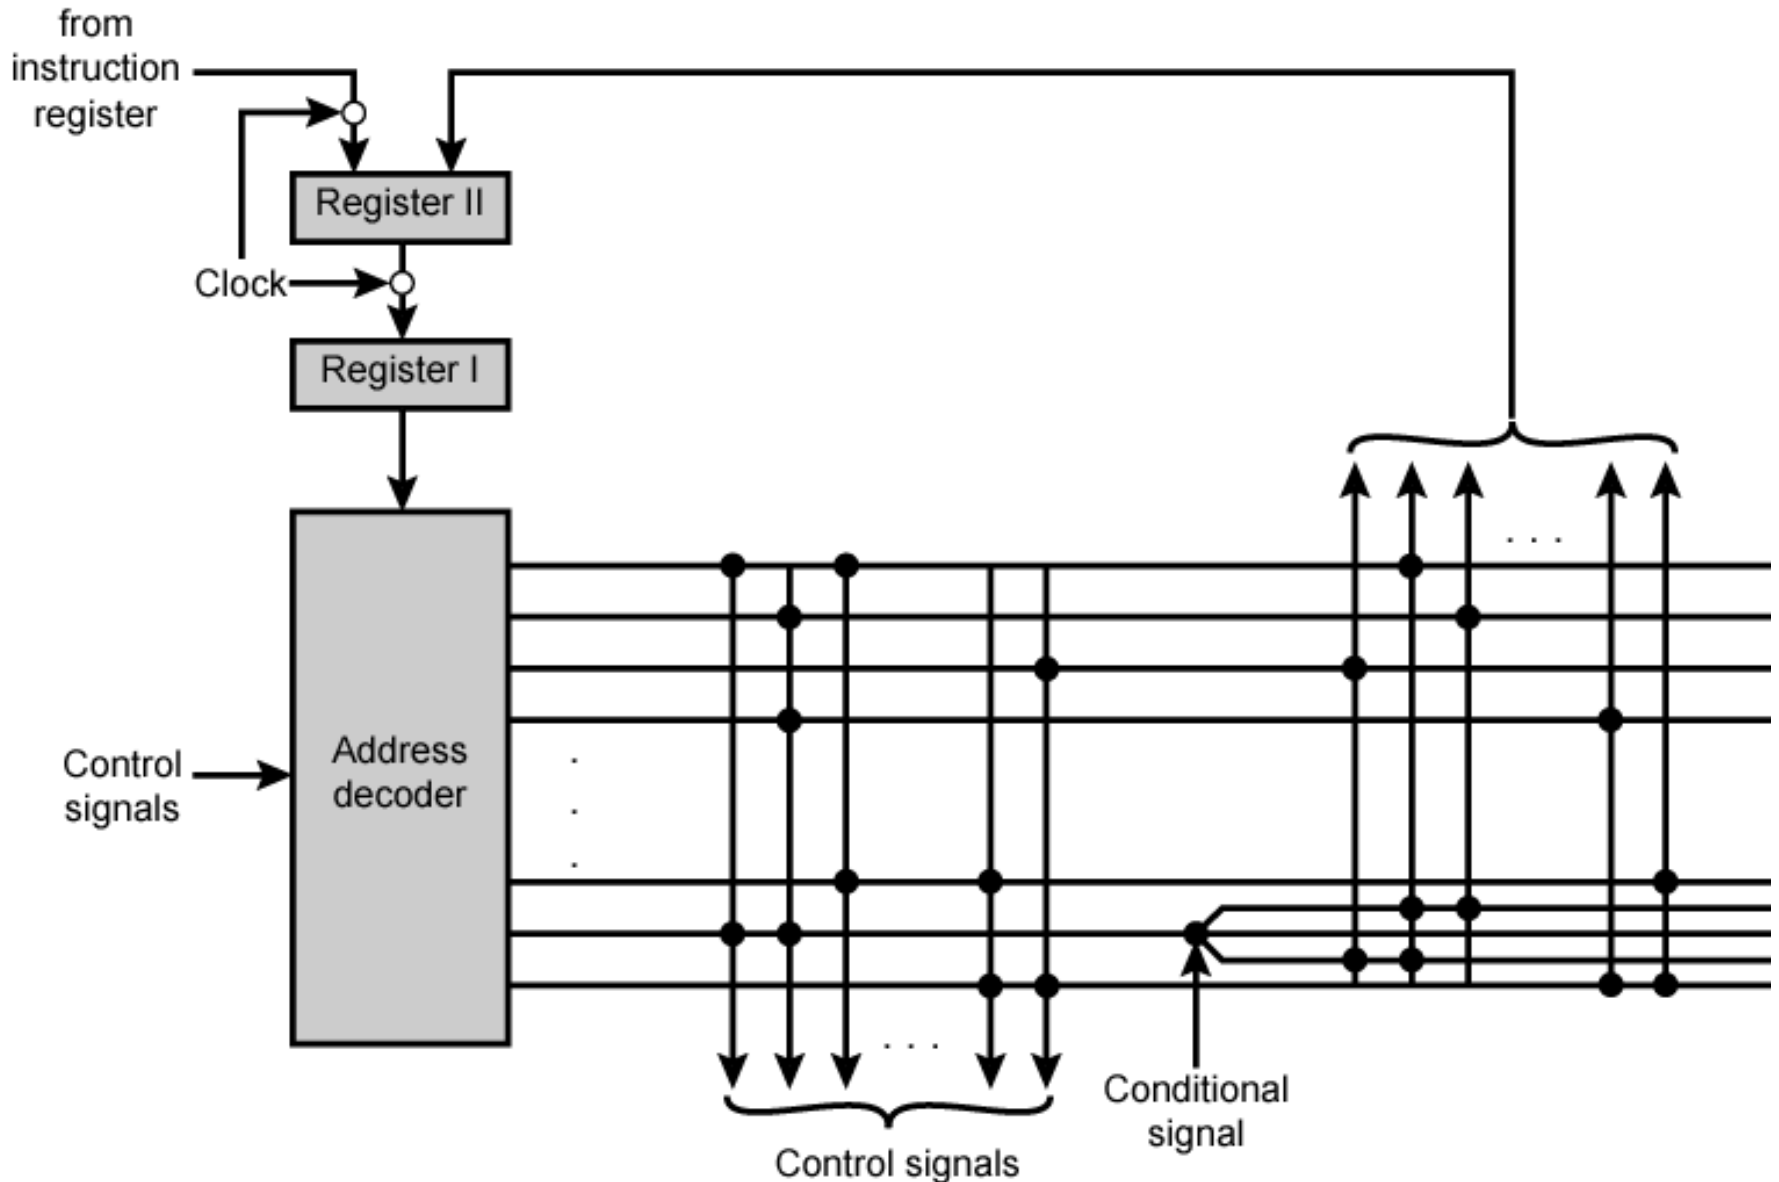 from
instruction
register
Register II
Clock
Register I
Control
signals
Address
decoder
. . .
. . .
Conditional
signal
Control signals